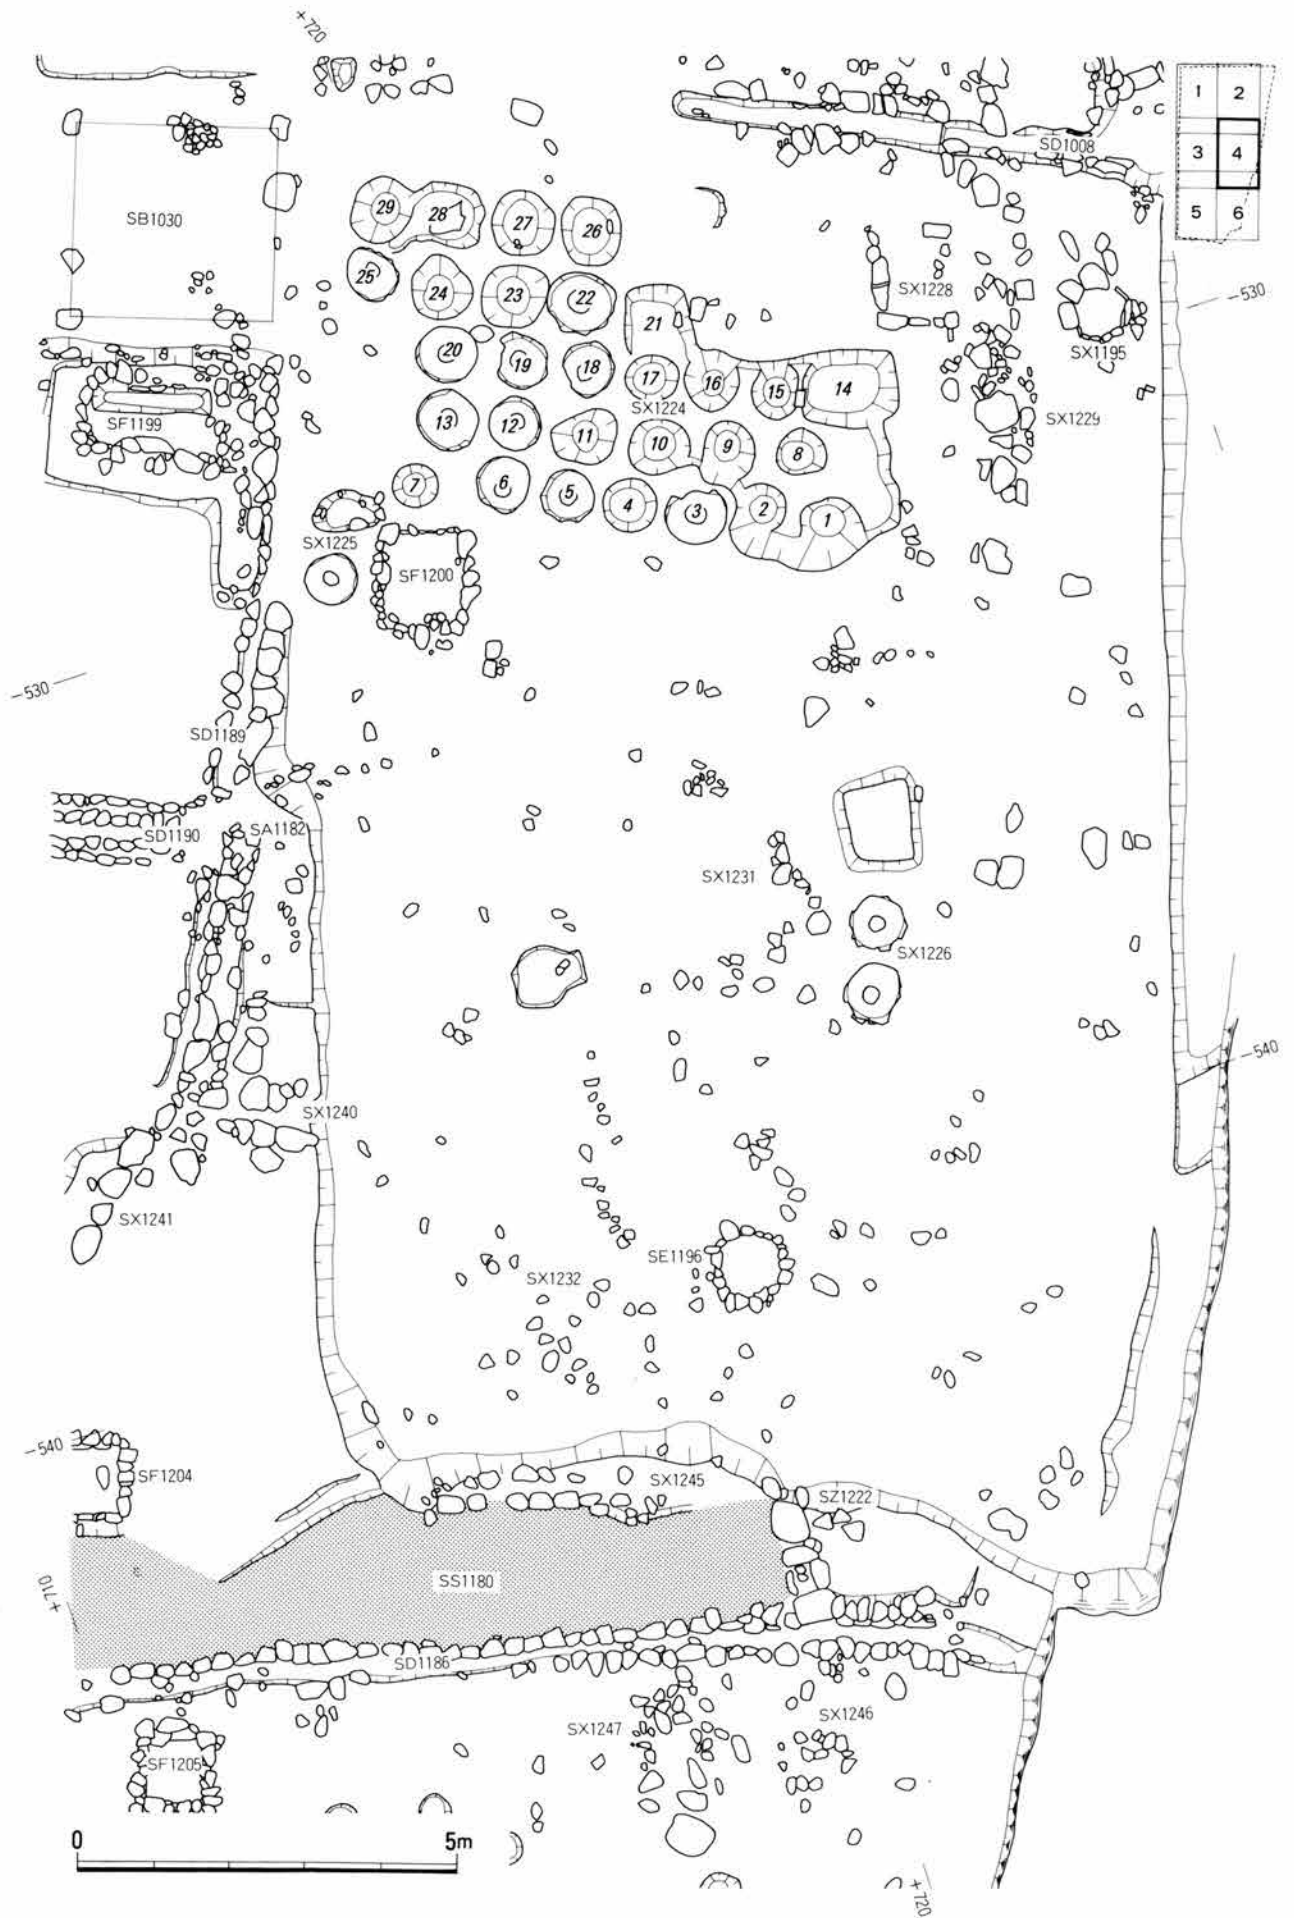 +720
1 2
3 4
5 6
SD1008
SB1030
29 28 27 26
25 24 23 22
21
SX1228
-530
SX1195
20 19 18 17 16 15 14
SX1224
SX1229
SF1199
13 12 11 10 9 8
7 6 5 4 3 2 1
SX1225
SF1200
-530
SD1189
SD1190
SA1182
SX1231
SX1226
-540
SX1240
SX1241
SE1196
SX1232
-540
SF1204
SX1245
SZ1222
SS1180
+710
SD1186
SX1247
SX1246
SF1205
0 5m
+720